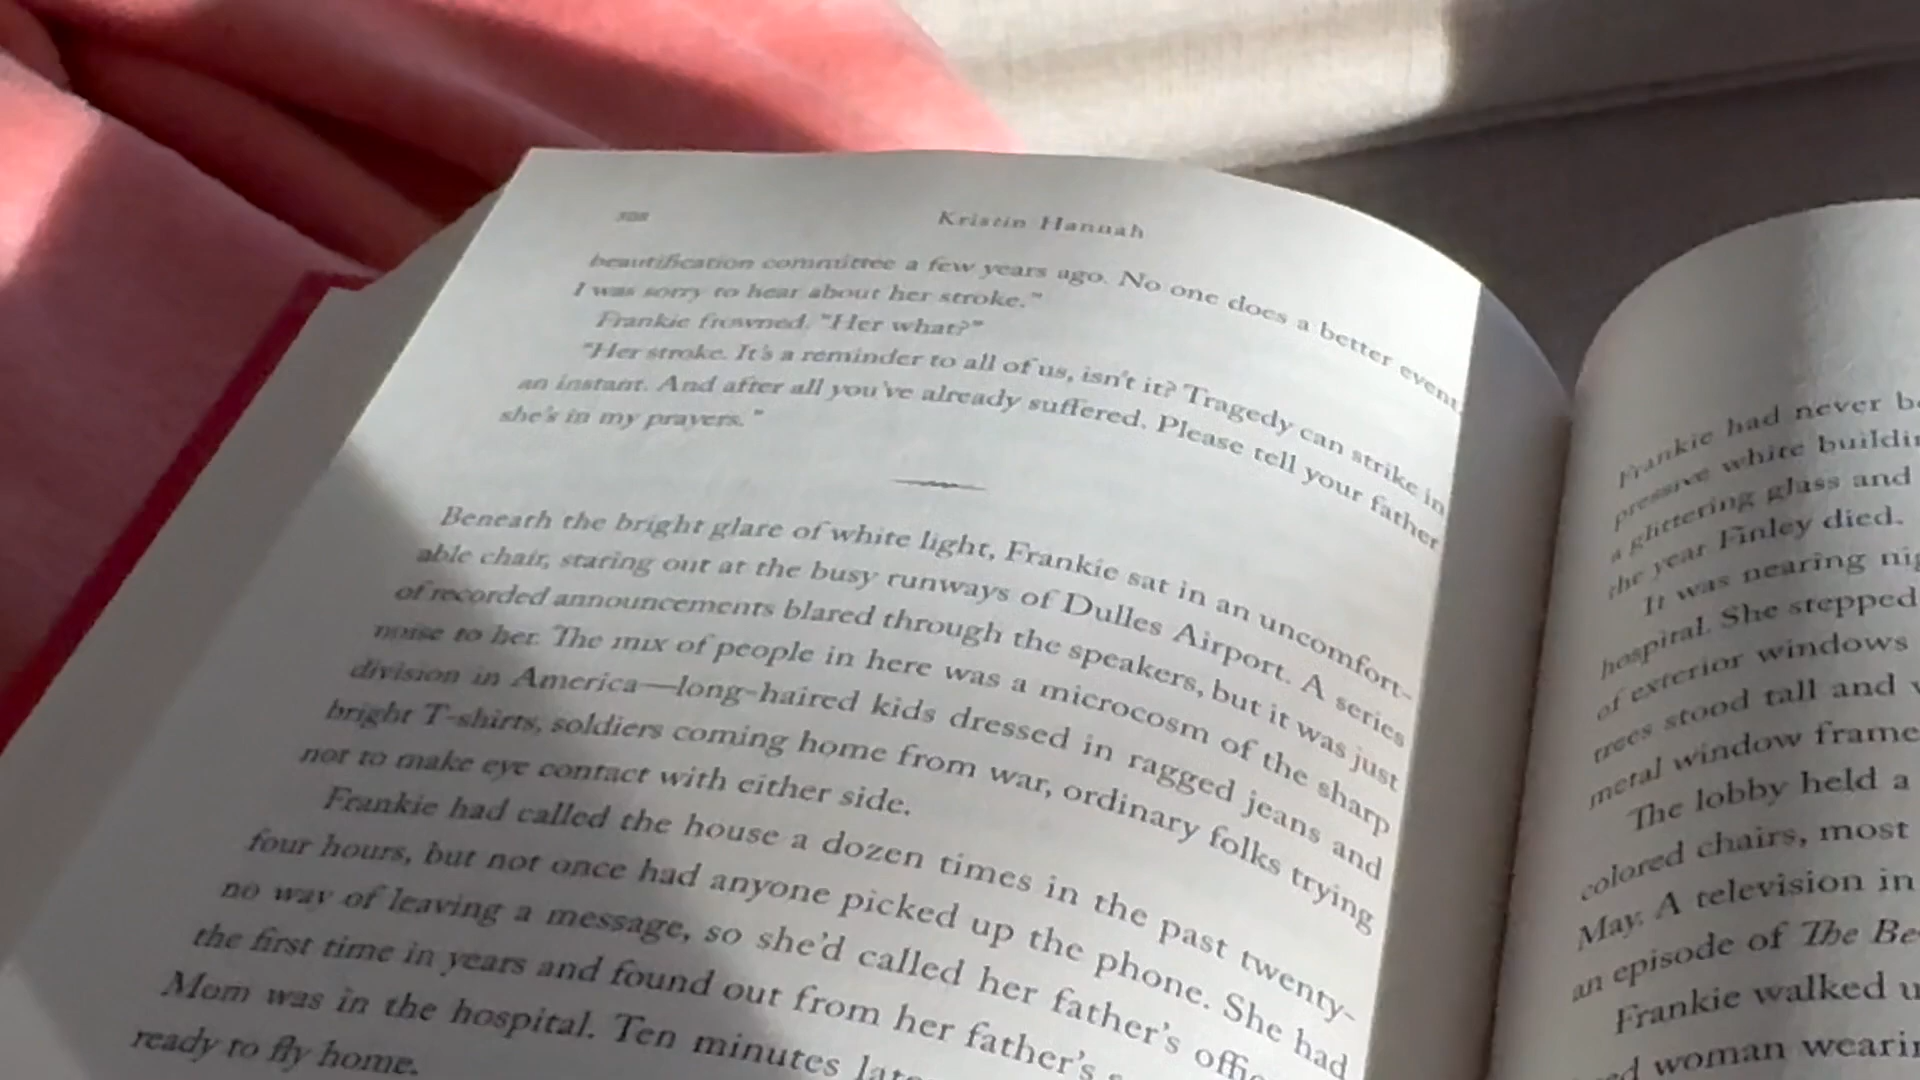 Kristin Hannah
beautification committee a few years ago. No one does a better event.
I was sorry to hear about her stroke."
Frankie frowned. "Her what?"
"Her stroke. It's a reminder to all of us, isn't it? Tragedy can strike in
an instant. And after all you've already suffered. Please tell your father
she's in my prayers."
Beneath the bright glare of white light, Frankie sat in an uncomfort-
able chair, staring out at the busy runways of Dulles Airport. A series
of recorded announcements blared through the speakers, but it was just
noise to her. The mix of people in here was a microcosm of the sharp
division in America—long-haired kids dressed in ragged jeans and
bright T-shirts, soldiers coming home from war, ordinary folks trying
not to make eye contact with either side.
Frankie had called the house a dozen times in the past twenty-
four hours, but not once had anyone picked up the phone. She had
no way of leaving a message, so she'd called her father's
the first time in years and found out from her father's
Mom was in the hospital. Ten minutes
ready to fly home.
Frankie had never
pressive white
a glittering glass and
the year Finley died.
It was nearing
hospital. She stepped
of exterior windows
trees stood tall and
metal window
The lobby held a
colored chairs, most
May. A television in
an episode of The
Frankie walked
woman